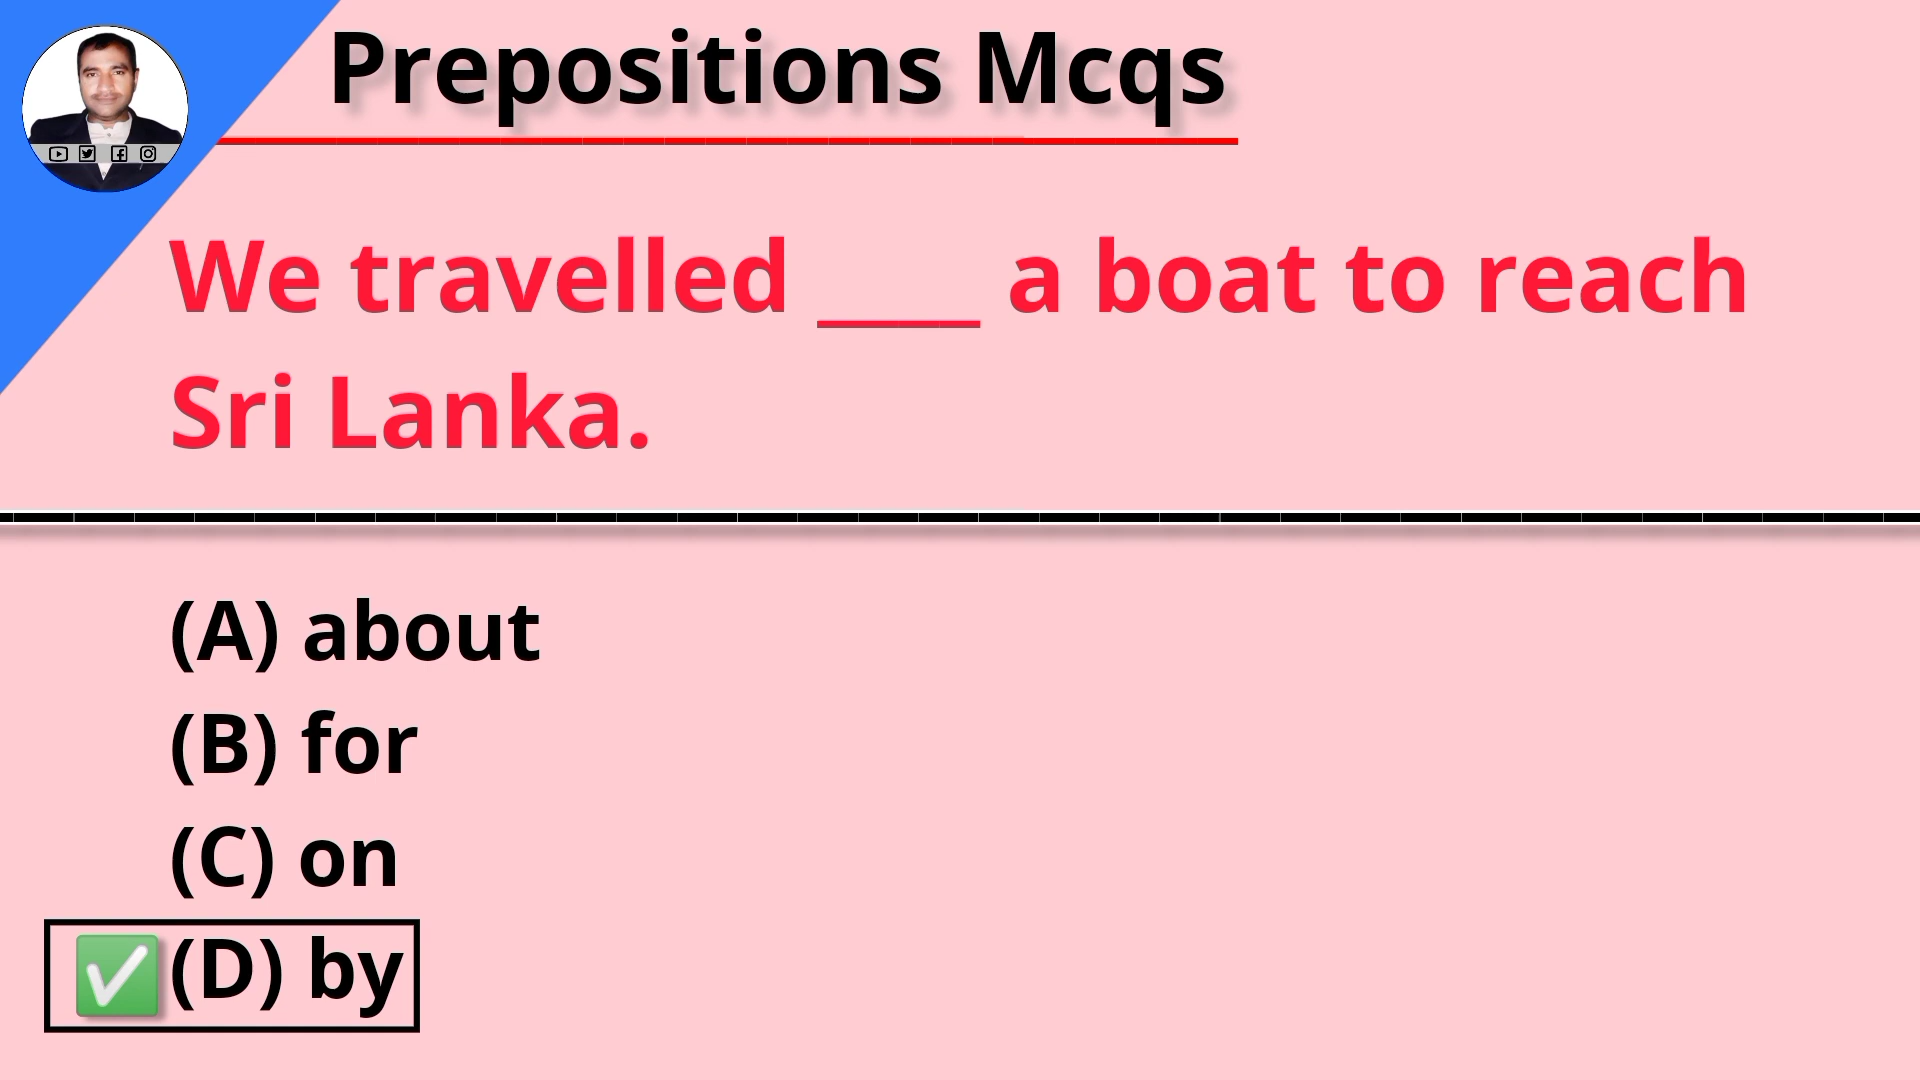 Prepositions Mcqs
We travelled ____ a boat to reach
Sri Lanka.
(A) about
(B) for
(C) on
✅(D) by